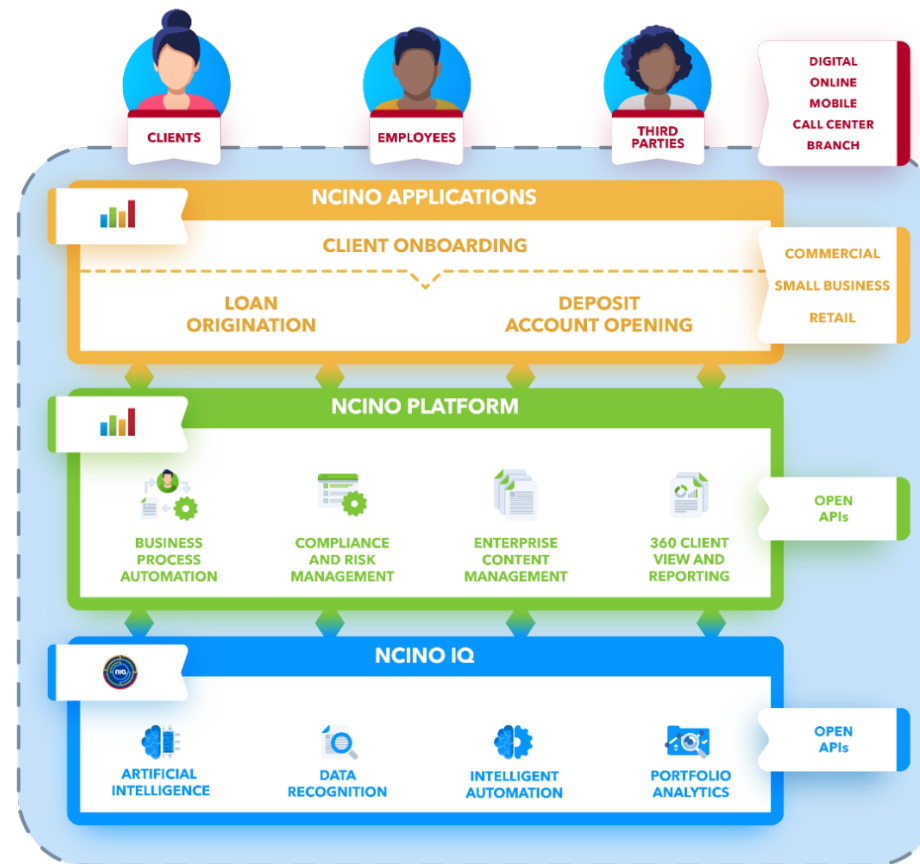 CLIENTS
EMPLOYEES
THIRD
PARTIES
DIGITAL
ONLINE
MOBILE
CALL CENTER
BRANCH
NCINO APPLICATIONS
CLIENT ONBOARDING
LOAN
ORIGINATION
DEPOSIT
ACCOUNT OPENING
COMMERCIAL
SMALL BUSINESS
RETAIL
NCINO PLATFORM
BUSINESS
PROCESS
AUTOMATION
COMPLIANCE
AND RISK
MANAGEMENT
ENTERPRISE
CONTENT
MANAGEMENT
360 CLIENT
VIEW AND
REPORTING
OPEN
APIs
NCINO IQ
nIQ
ARTIFICIAL
INTELLIGENCE
DATA
RECOGNITION
INTELLIGENT
AUTOMATION
PORTFOLIO
ANALYTICS
OPEN
APIs